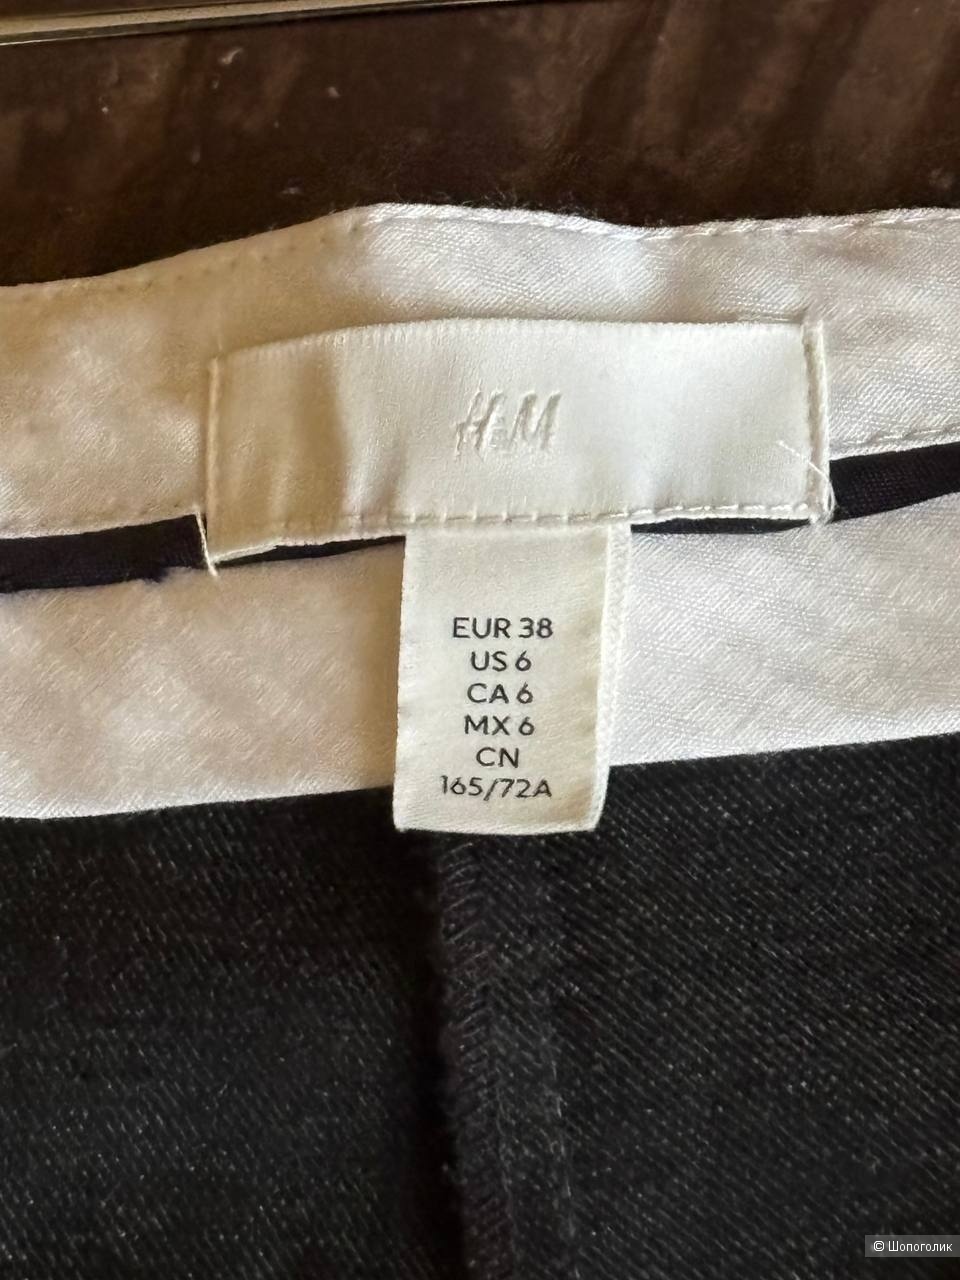 H&M
EUR 38
US 6
CA 6
MX 6
CN
165/72A
© Шопоголик